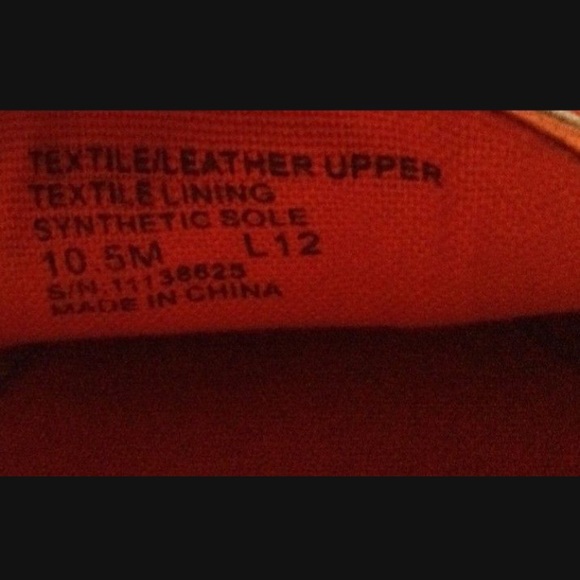 TEXTILE/LEATHER UPPER
TEXTILE LINING
SYNTHETIC SOLE
10.5M L12
S/N:11138625
MADE IN CHINA